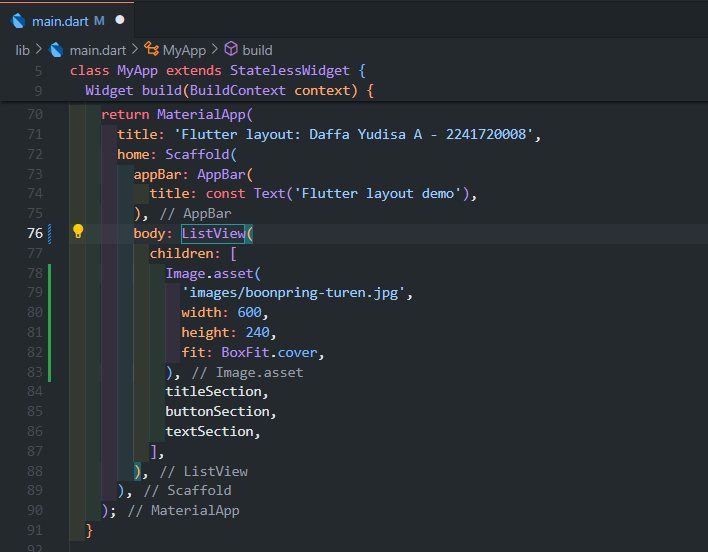 main.dart M
lib > main.dart > MyApp > build
5 class MyApp extends StatelessWidget {
9 Widget build(BuildContext context) {
70 return MaterialApp(
71 title: 'Flutter layout: Daffa Yudisa A - 2241720008',
72 home: Scaffold(
73 appBar: AppBar(
74 title: const Text('Flutter layout demo'),
75 ), // AppBar
76 body: ListView(
77 children: [
78 Image.asset(
79 'images/boonpring-turen.jpg',
80 width: 600,
81 height: 240,
82 fit: BoxFit.cover,
83 ), // Image.asset
84 titleSection,
85 buttonSection,
86 textSection,
87 ],
88 ), // ListView
89 ), // Scaffold
90 ); // MaterialApp
91 }
92